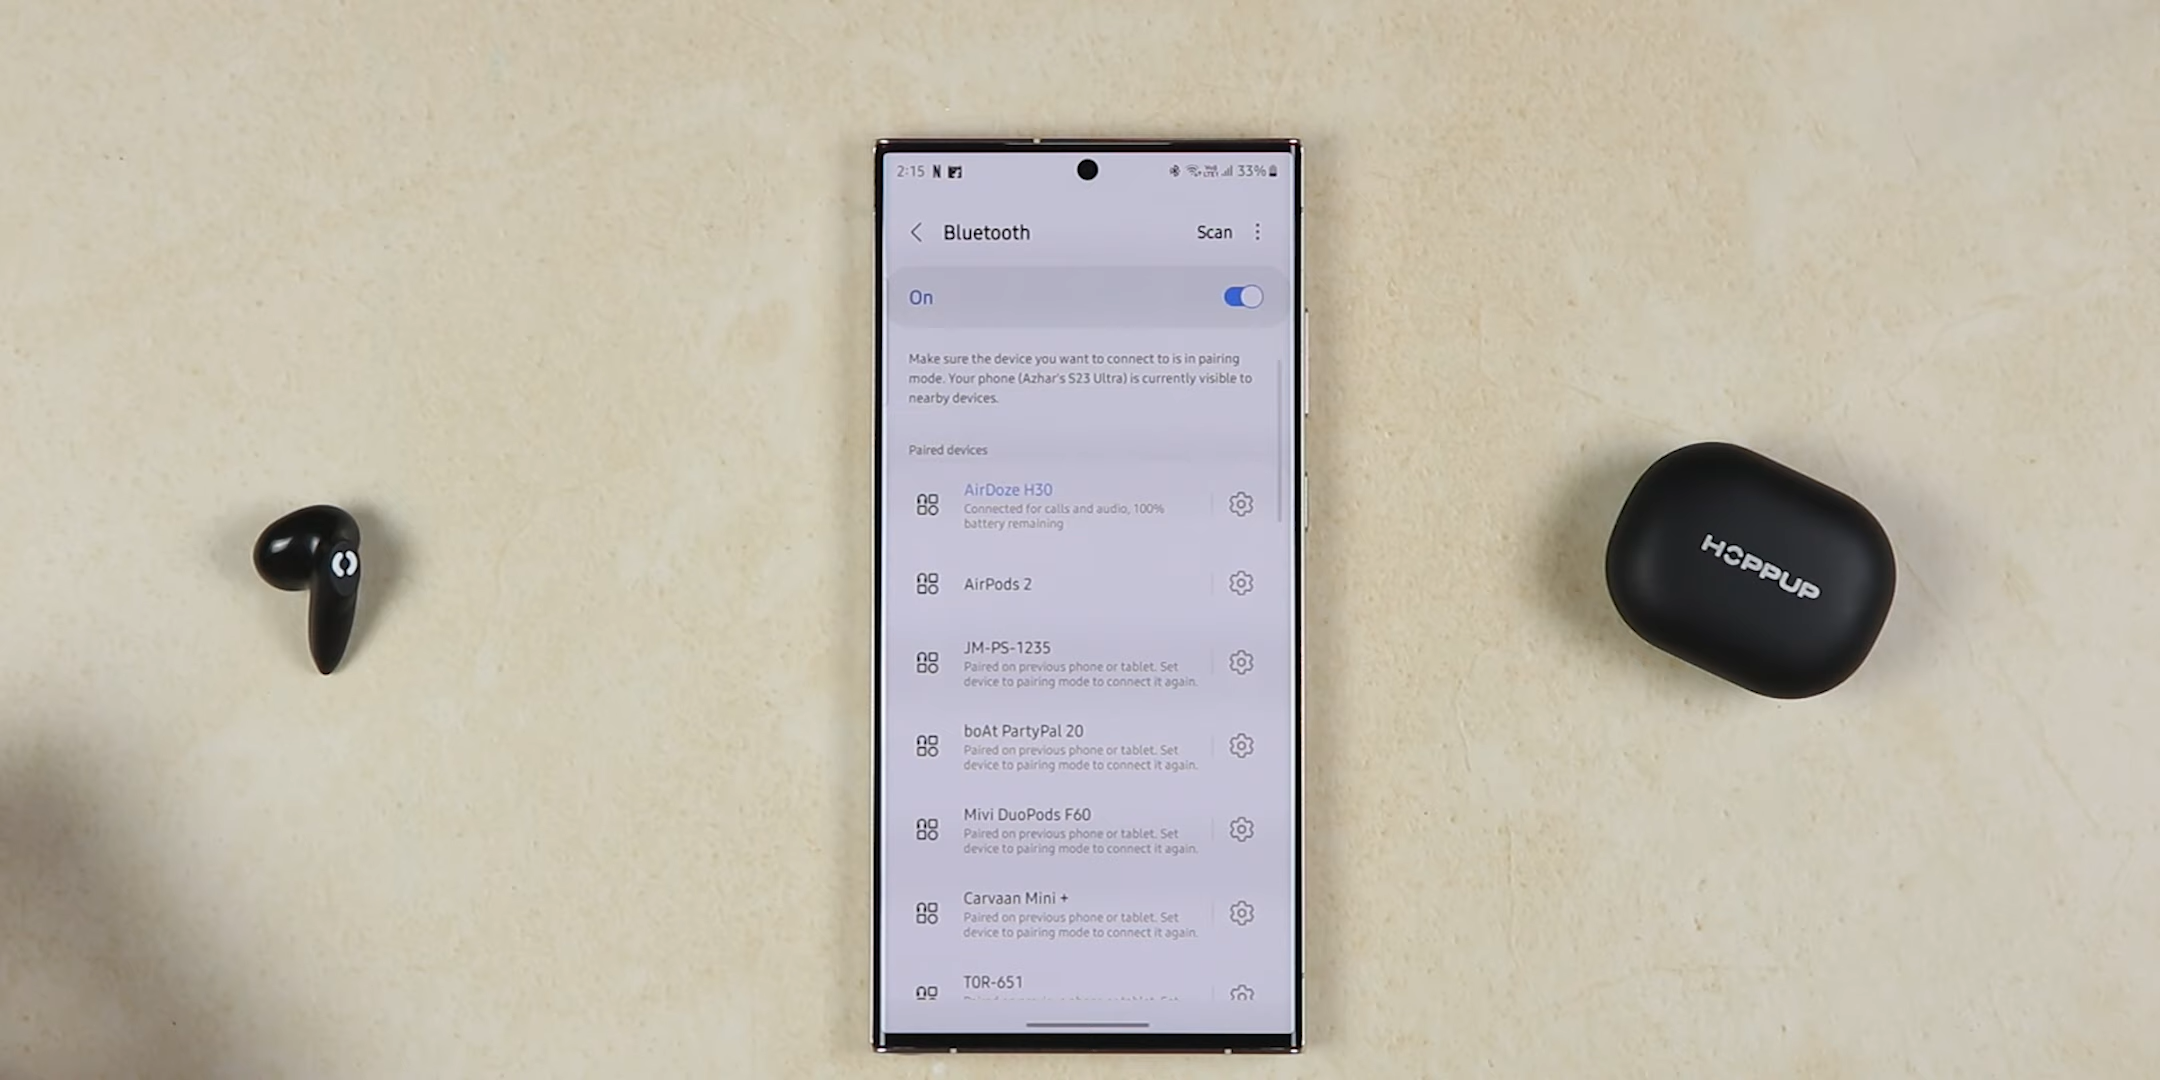 2:15 N
33%
Bluetooth
Scan
On
Make sure the device you want to connect to is in pairing
mode. Your phone (Azhar's S23 Ultra) is currently visible to
nearby devices.
Paired devices
AirDoze H30
Connected for calls and audio, 100%
battery remaining
AirPods 2
JM-PS-1235
Paired on previous phone or tablet. Set
device to pairing mode to connect it again.
boAt PartyPal 20
Paired on previous phone or tablet. Set
device to pairing mode to connect it again.
Mivi DuoPods F60
Paired on previous phone or tablet. Set
device to pairing mode to connect it again.
Carvaan Mini +
Paired on previous phone or tablet. Set
device to pairing mode to connect it again.
TOR-651
HOPPUP